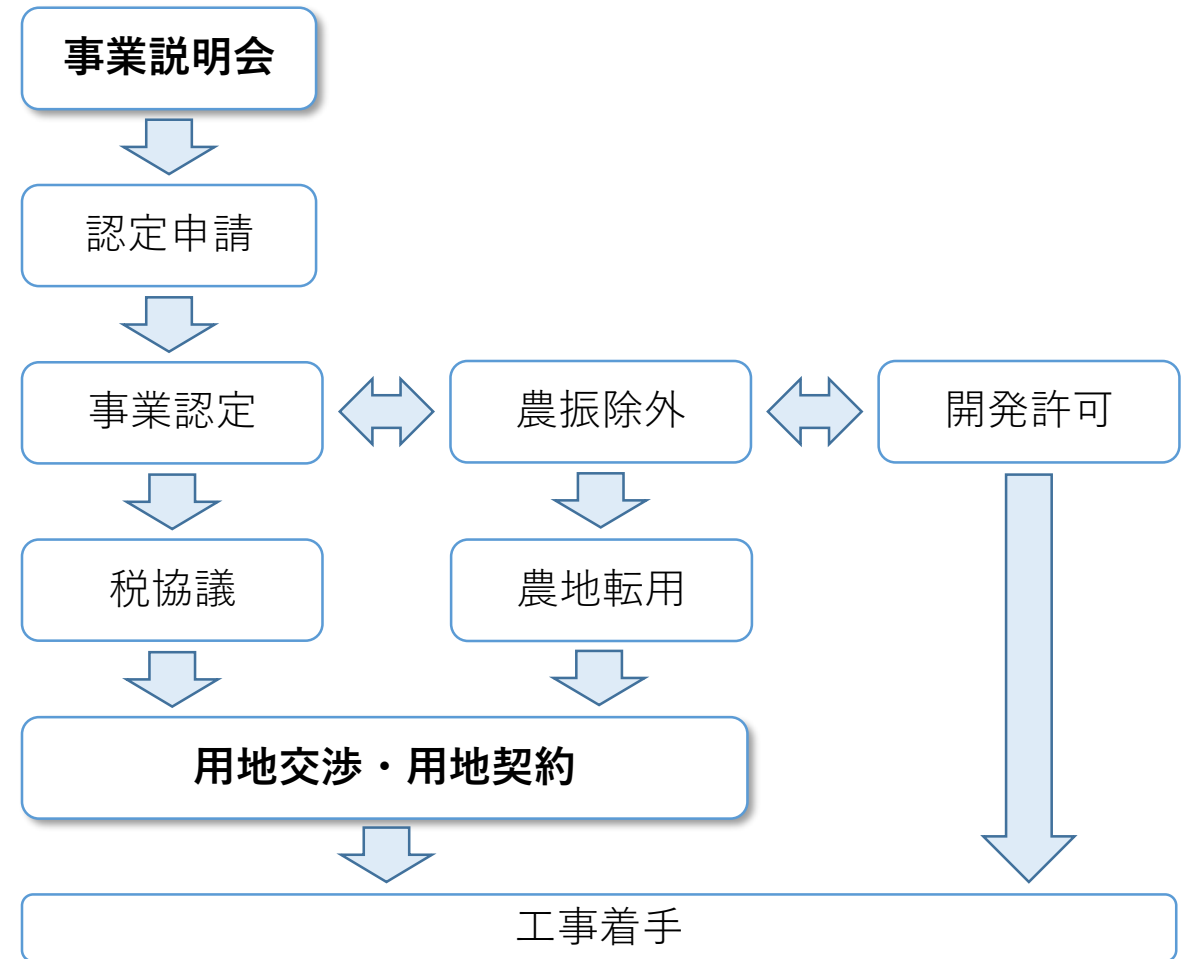 事業説明会
認定申請
事業認定
農振除外
開発許可
税協議
農地転用
用地交渉・用地契約
工事着手